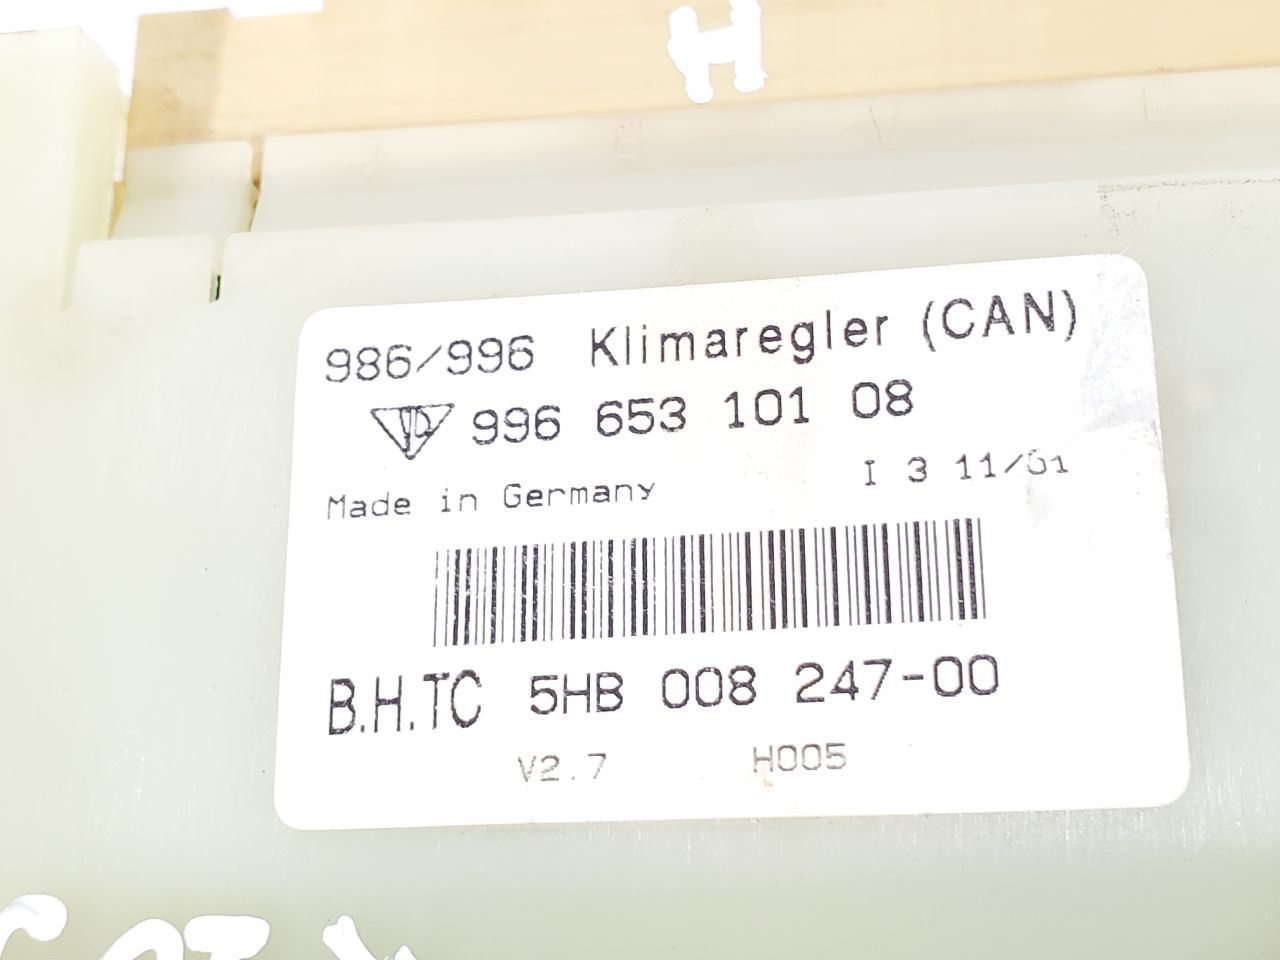 H
J E V C
986/996 Klimaregler (CAN)
996 653 101 08
I 3 11/01
Made in Germany
B.H.TC 5HB 008 247-00
V2.7 H005